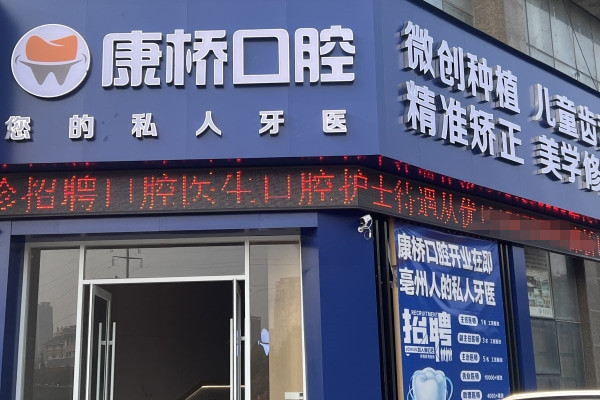 康桥口腔
您的私人牙医
微创种植 儿童齿
精准矫正 美学修
诊招聘口腔医生口腔护士待遇从优
康桥口腔开业在即
亳州人的私人牙医
RECRUITMENT
招聘